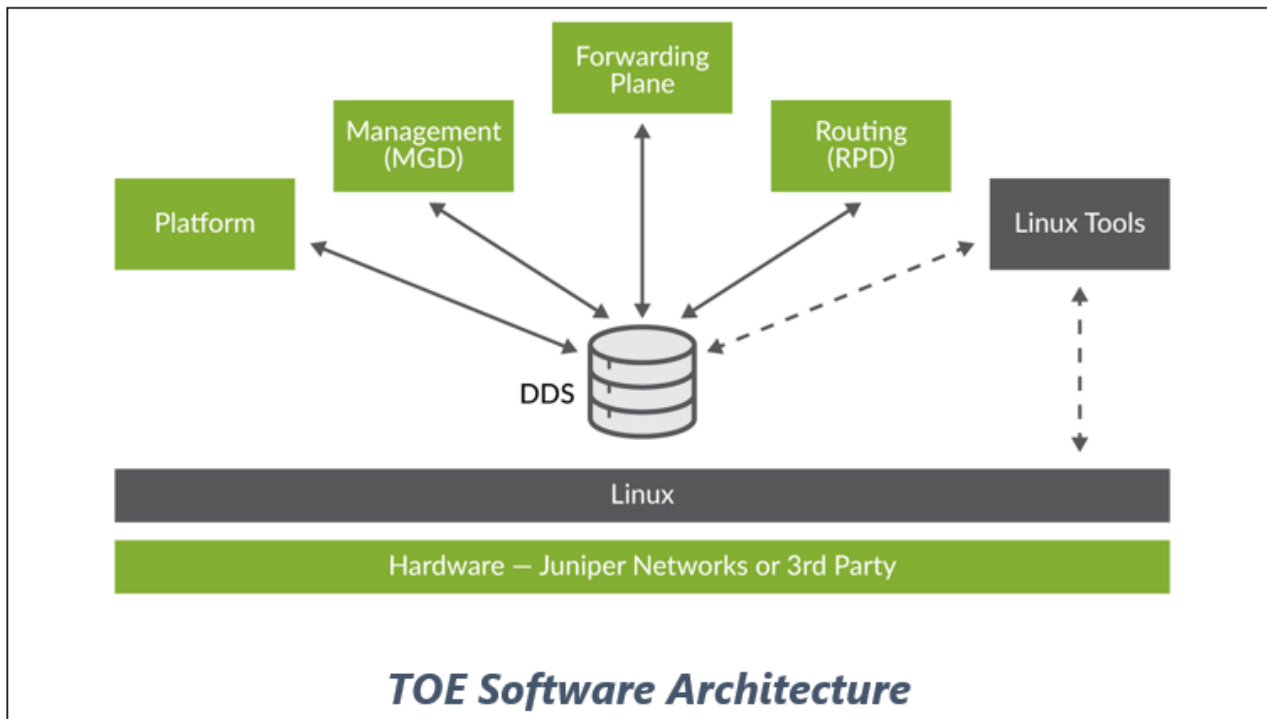 Forwarding
Plane
Management
(MGD)
Routing
(RPD)
Platform
Linux Tools
DDS
Linux
Hardware — Juniper Networks or 3rd Party
TOE Software Architecture